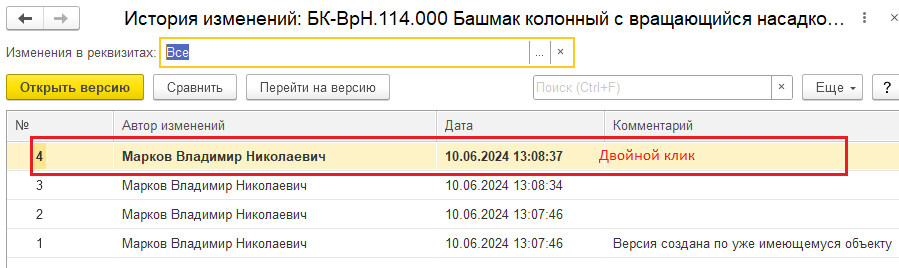 История изменений: БК-ВрН.114.000 Башмак колонный с вращающийся насадко...
Изменения в реквизитах: Все ... ×
Открыть версию Сравнить Перейти на версию Поиск (Ctrl+F) × Еще ?
№ Автор изменений Дата Комментарий
4 Марков Владимир Николаевич 10.06.2024 13:08:37 Двойной клик
3 Марков Владимир Николаевич 10.06.2024 13:08:34
2 Марков Владимир Николаевич 10.06.2024 13:07:46
1 Марков Владимир Николаевич 10.06.2024 13:07:46 Версия создана по уже имеющемуся объекту